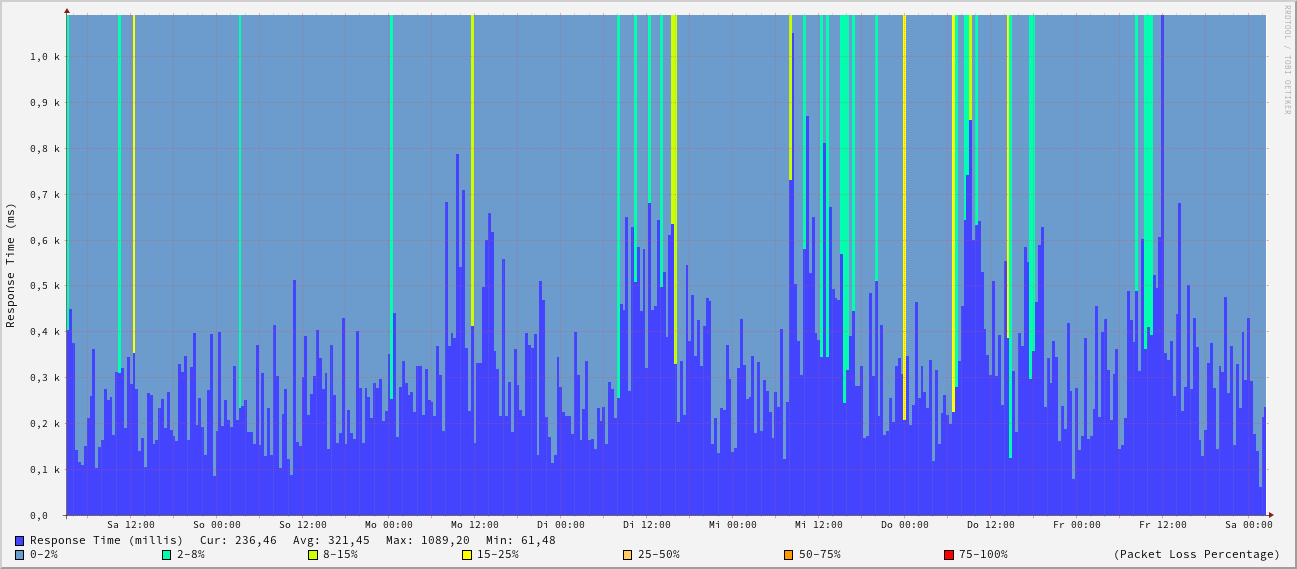 RRDTOOL / TOBI OETIKER
Response Time (ms)
1,0 k
0,9 k
0,8 k
0,7 k
0,6 k
0,5 k
0,4 k
0,3 k
0,2 k
0,1 k
0,0
Sa 12:00 So 00:00 So 12:00 Mo 00:00 Mo 12:00 Di 00:00 Di 12:00 Mi 00:00 Mi 12:00 Do 00:00 Do 12:00 Fr 00:00 Fr 12:00 Sa 00:00
Response Time (millis) Cur: 236,46 Avg: 321,45 Max: 1089,20 Min: 61,48
0-2% 2-8% 8-15% 15-25% 25-50% 50-75% 75-100% (Packet Loss Percentage)